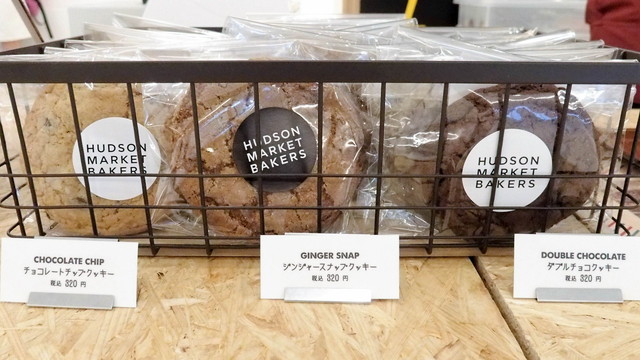 HUDSON
MARKET
BAKERS
HUDSON
MARKET
BAKERS
HUDSON
MARKET
BAKERS
CHOCOLATE CHIP
チョコレートチップクッキー
税込 320 円
GINGER SNAP
ジンジャースナップクッキー
税込 320 円
DOUBLE CHOCOLATE
ダブルチョコクッキー
税込 320 円